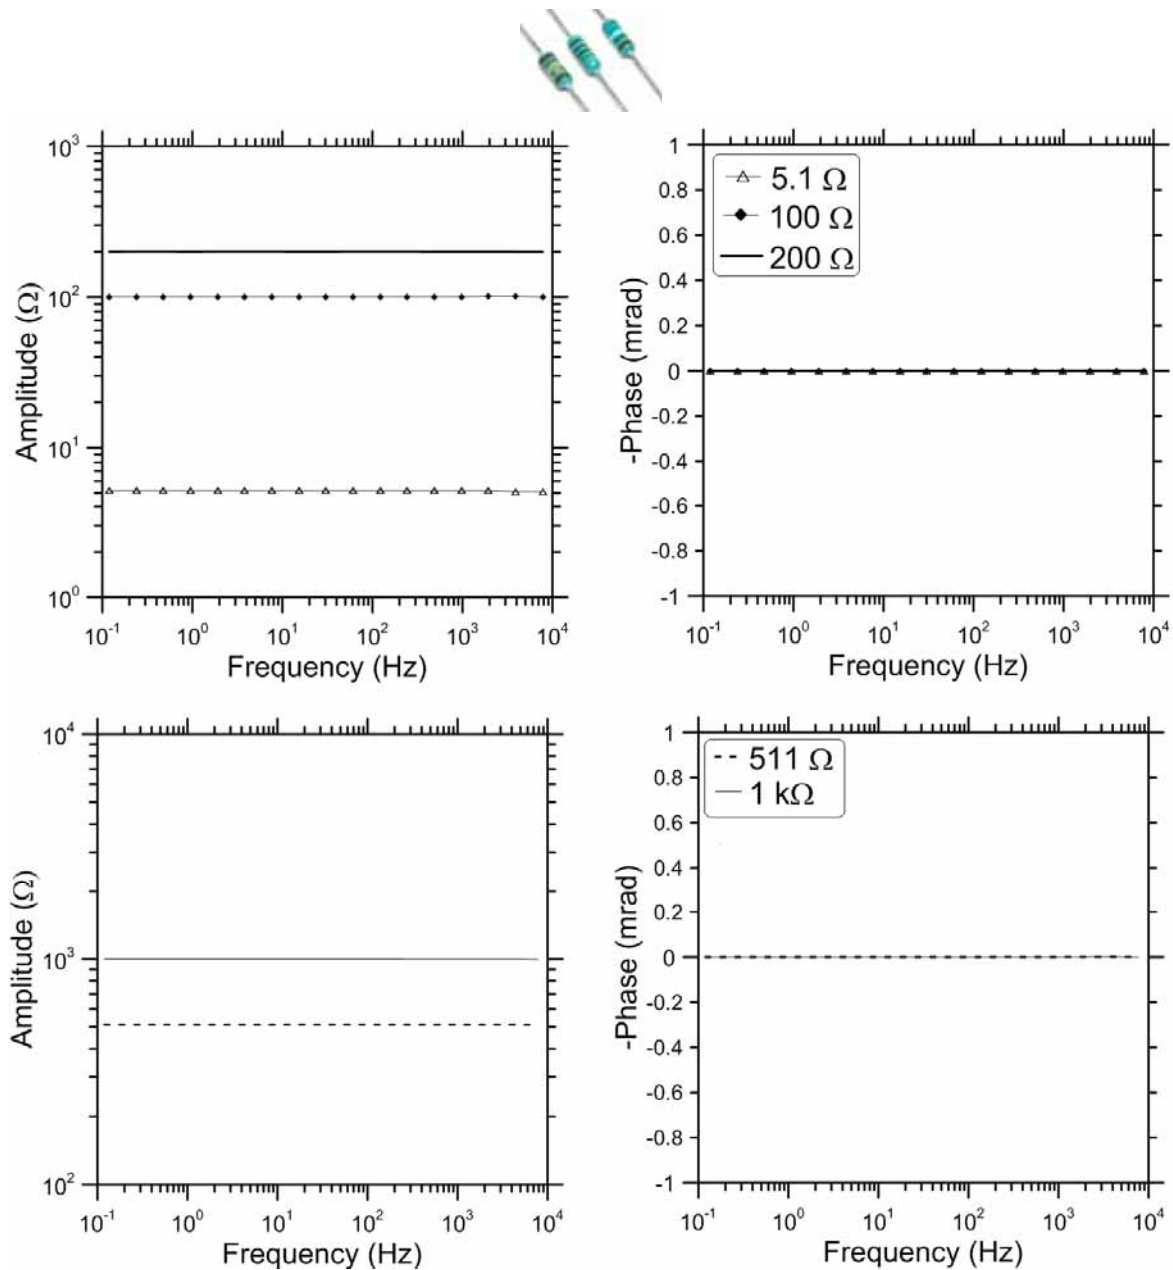 10³
10²
10¹
10⁰
Amplitude (Ω)
10⁻¹ 10⁰ 10¹ 10² 10³ 10⁴
Frequency (Hz)
1
0.8
0.6
0.4
0.2
0
-0.2
-0.4
-0.6
-0.8
-1
-Phase (mrad)
5.1 Ω
100 Ω
200 Ω
10⁻¹ 10⁰ 10¹ 10² 10³ 10⁴
Frequency (Hz)
10⁴
10³
10²
Amplitude (Ω)
10⁻¹ 10⁰ 10¹ 10² 10³ 10⁴
Frequency (Hz)
1
0.8
0.6
0.4
0.2
0
-0.2
-0.4
-0.6
-0.8
-1
-Phase (mrad)
511 Ω
1 kΩ
10⁻¹ 10⁰ 10¹ 10² 10³ 10⁴
Frequency (Hz)